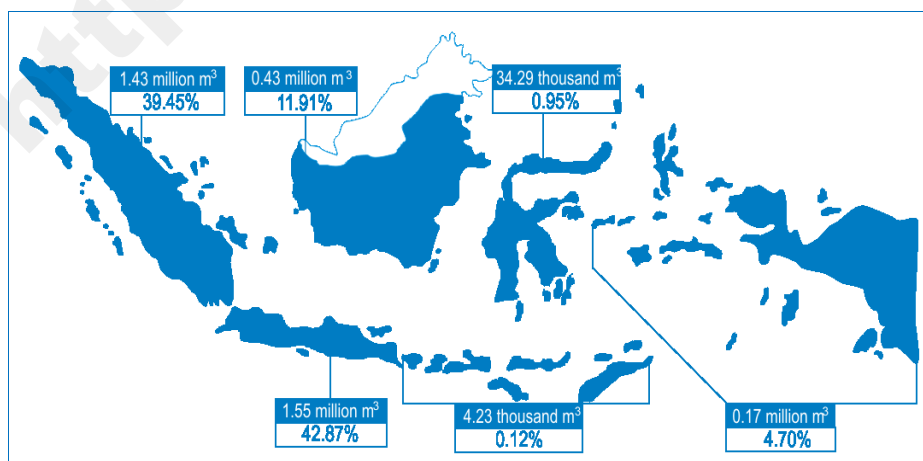 http
1.43 million m³
39.45%
0.43 million m³
11.91%
34.29 thousand m³
0.95%
1.55 million m³
42.87%
4.23 thousand m³
0.12%
0.17 million m³
4.70%